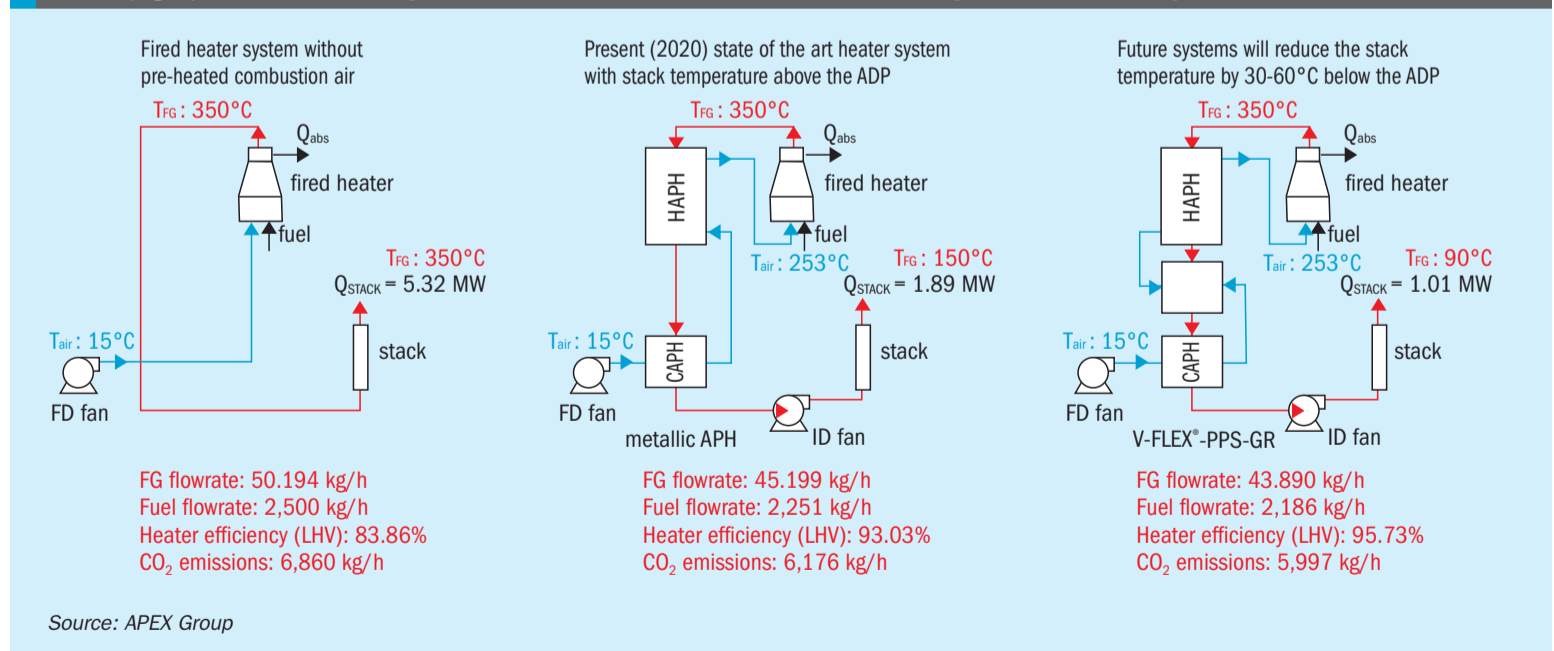 Fired heater system without
pre-heated combustion air
TFG : 350°C
Qabs
fired heater
fuel
TFG : 350°C
QSTACK = 5.32 MW
Tair : 15°C
stack
FD fan
FG flowrate: 50.194 kg/h
Fuel flowrate: 2,500 kg/h
Heater efficiency (LHV): 83.86%
CO2 emissions: 6,860 kg/h
Present (2020) state of the art heater system
with stack temperature above the ADP
TFG : 350°C
Qabs
HAPH
fired heater
fuel
Tair : 253°C
TFG : 150°C
QSTACK = 1.89 MW
Tair : 15°C
CAPH
stack
FD fan
metallic APH
ID fan
FG flowrate: 45.199 kg/h
Fuel flowrate: 2,251 kg/h
Heater efficiency (LHV): 93.03%
CO2 emissions: 6,176 kg/h
Future systems will reduce the stack
temperature by 30-60°C below the ADP
TFG : 350°C
Qabs
HAPH
fired heater
fuel
Tair : 253°C
TFG : 90°C
QSTACK = 1.01 MW
Tair : 15°C
CAPH
stack
FD fan
V-FLEX®-PPS-GR
ID fan
FG flowrate: 43.890 kg/h
Fuel flowrate: 2,186 kg/h
Heater efficiency (LHV): 95.73%
CO2 emissions: 5,997 kg/h
Source: APEX Group